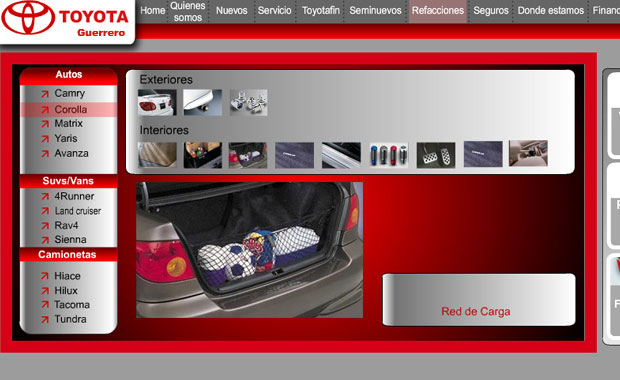 TOYOTA
Guerrero
Home
Quienes
somos
Nuevos
Servicio
Toyotafin
Seminuevos
Refacciones
Seguros
Donde estamos
Autos
Camry
Corolla
Matrix
Yaris
Avanza
Suvs/Vans
4Runner
Land cruiser
Rav4
Sienna
Camionetas
Hiace
Hilux
Tacoma
Tundra
Exteriores
Interiores
Red de Carga